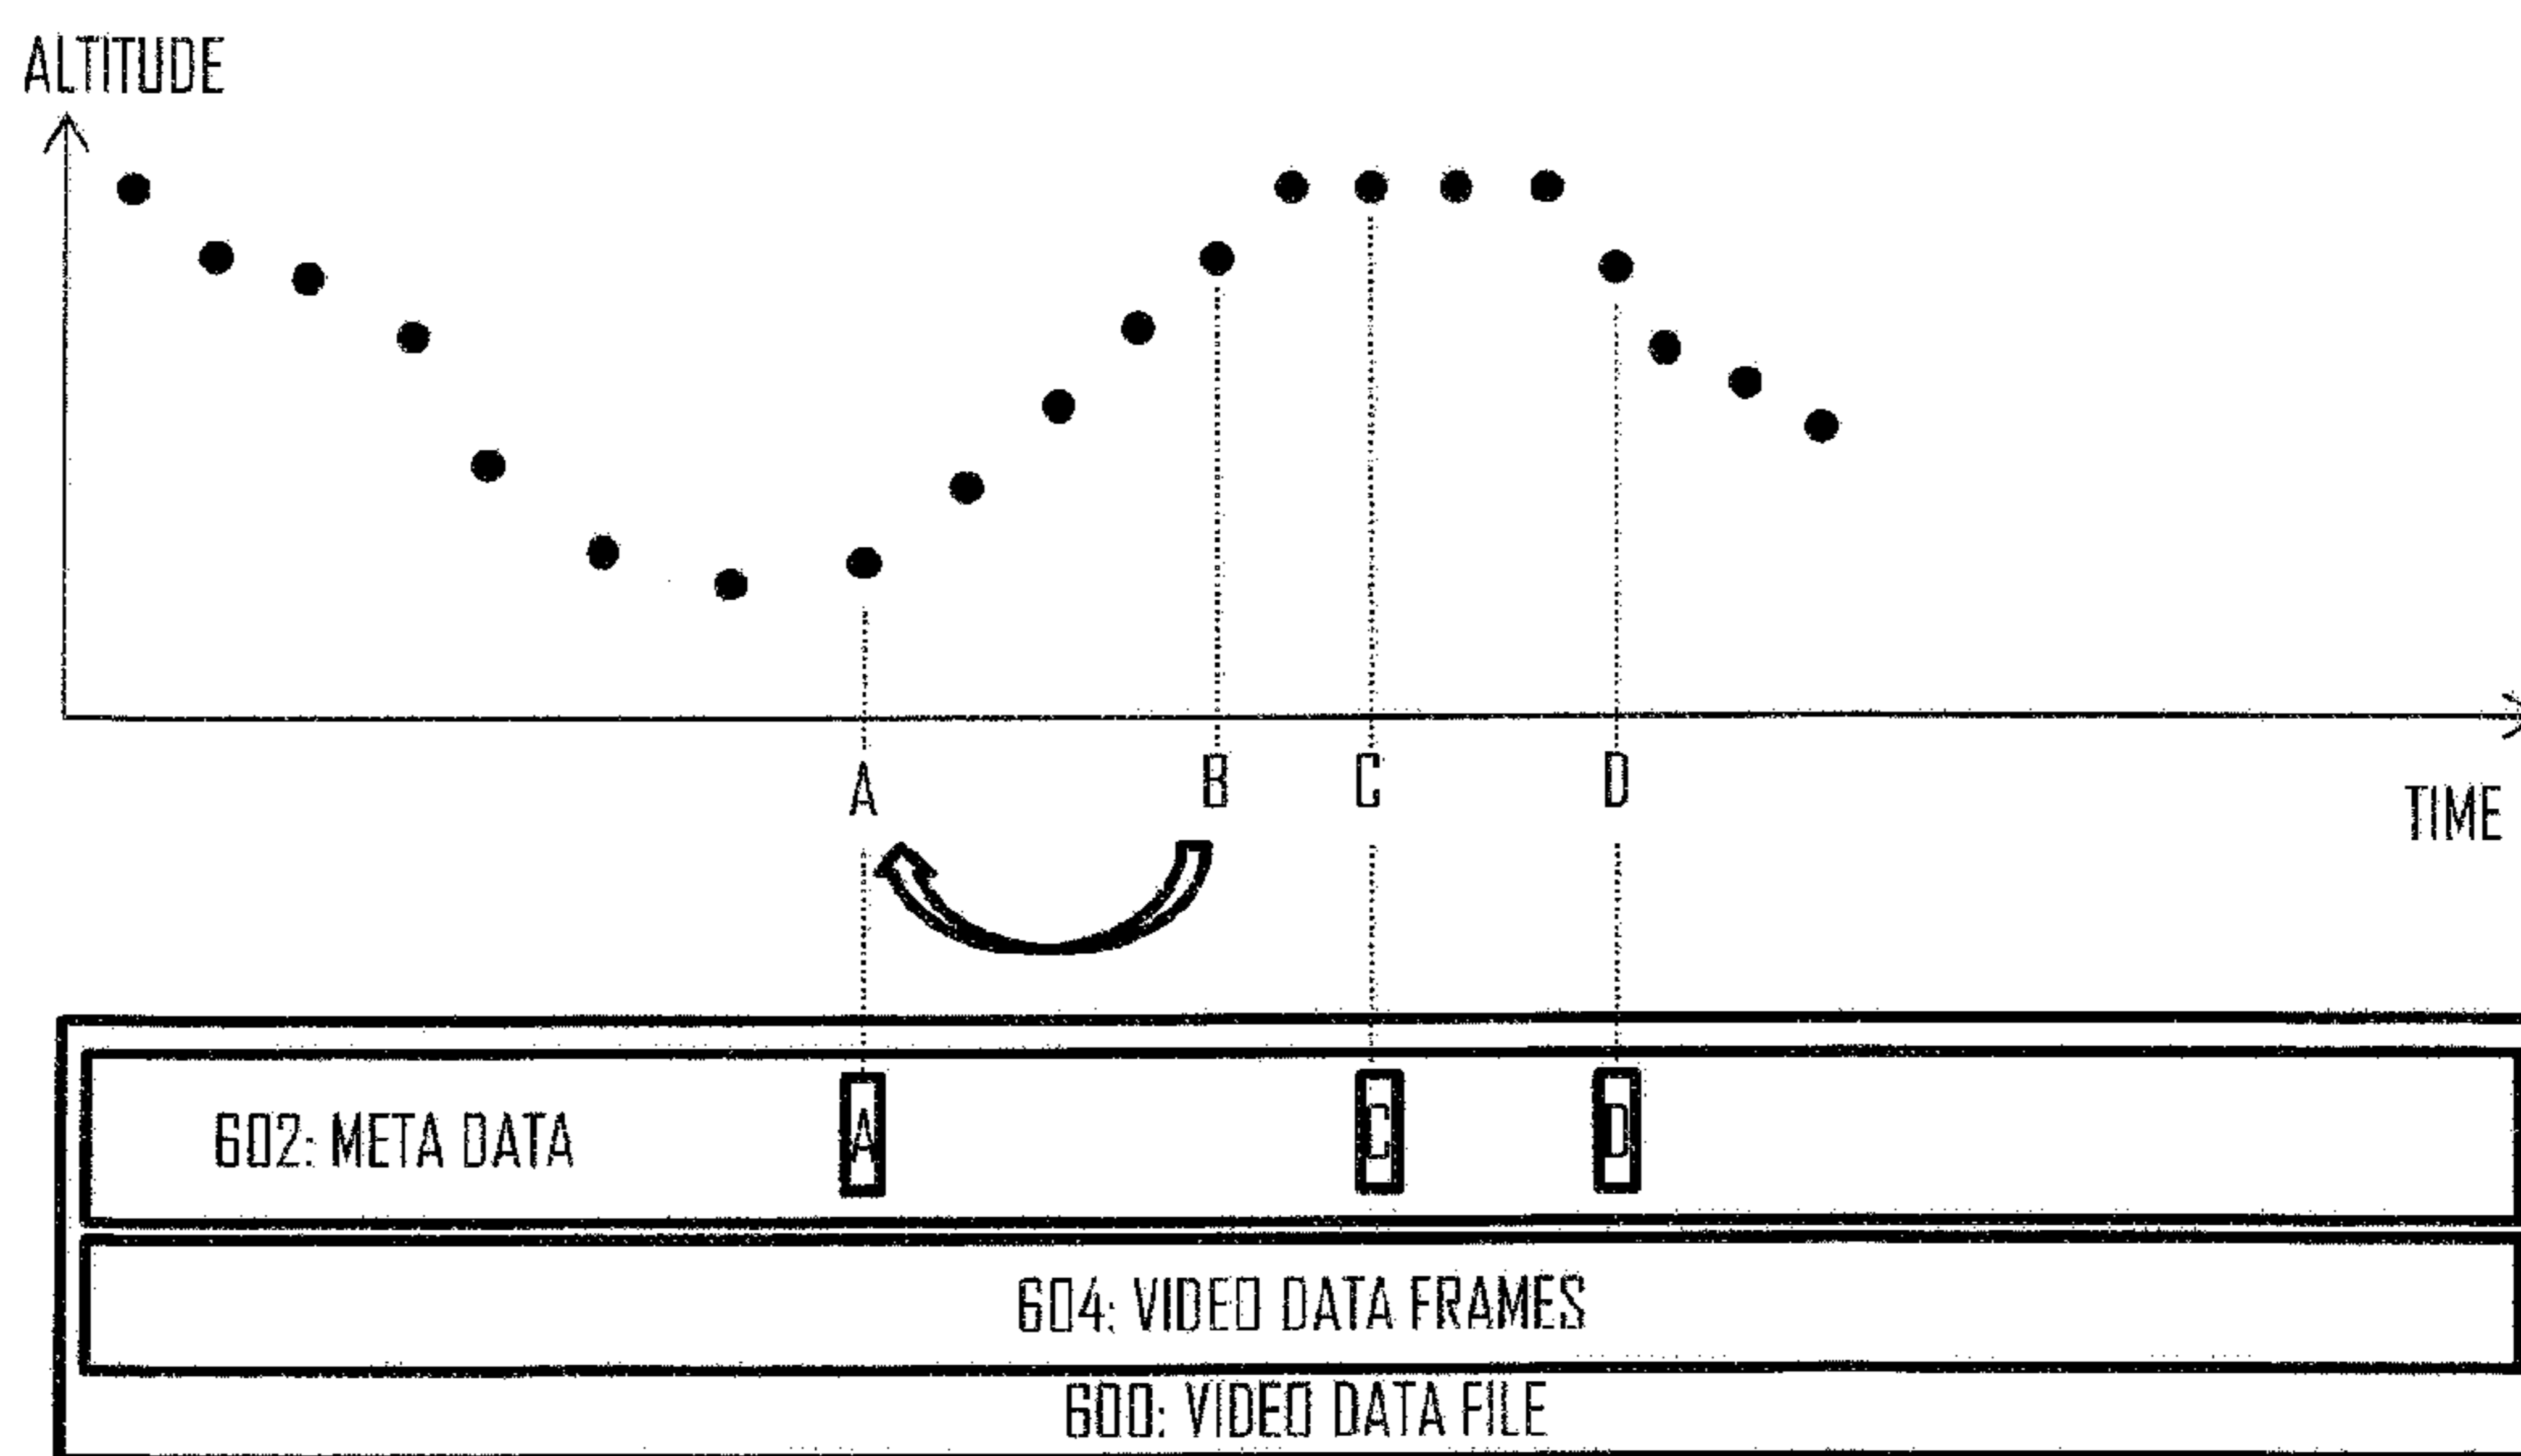 ALTITUDE
A B C D
TIME
602: META DATA A C D
604: VIDEO DATA FRAMES
600: VIDEO DATA FILE